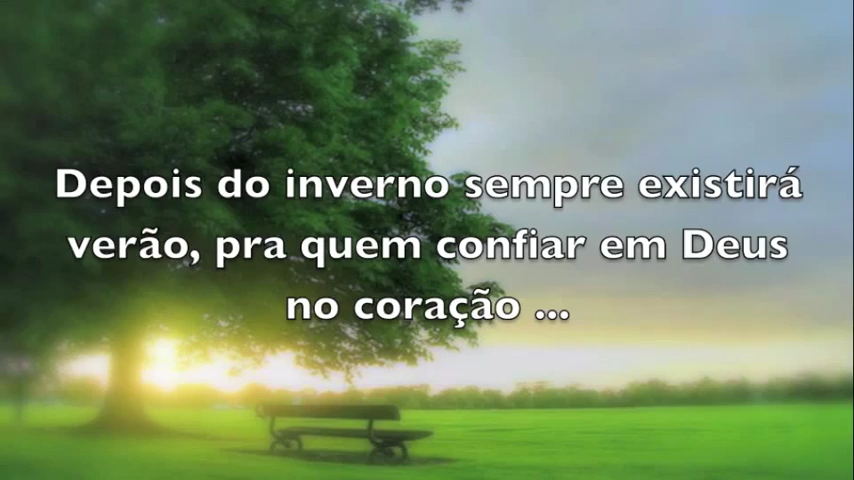 Depois do inverno sempre existirá
verão, pra quem confiar em Deus
no coração ...